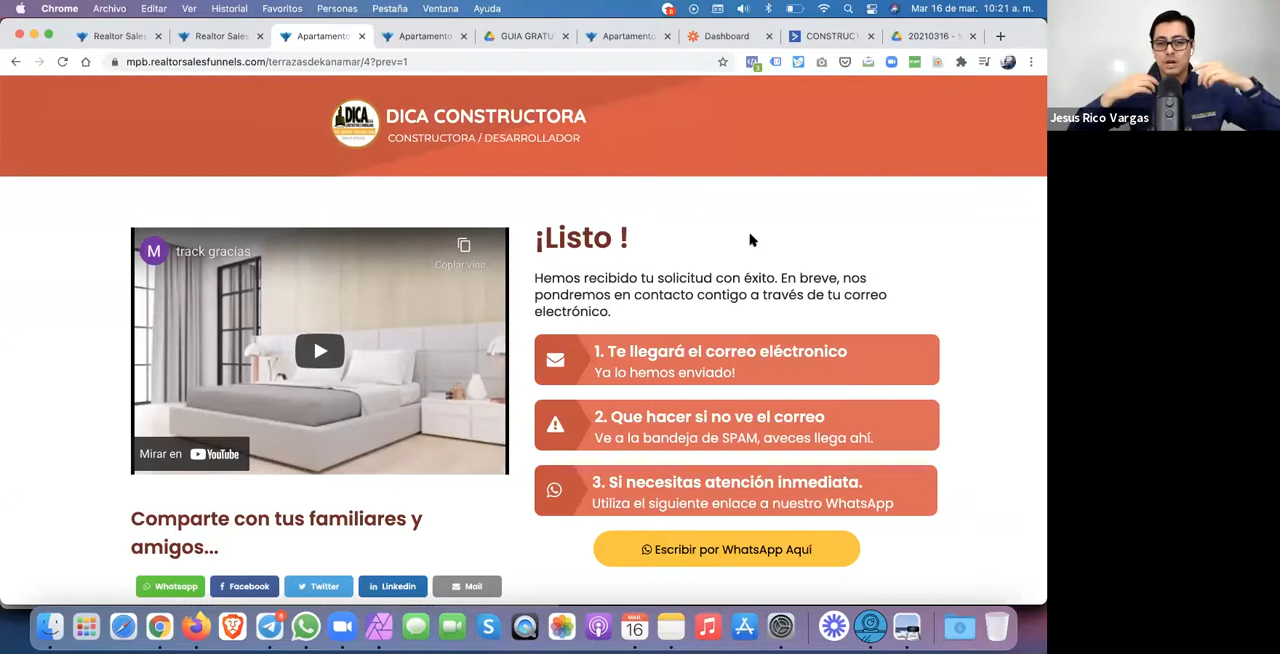 Chrome Archivo Editar Ver Historial Favoritos Personas Pestaña Ventana Ayuda
Mar 16 de mar. 10:21 a. m.
Realtor Sales
Realtor Sales
Apartamento
Apartamento
GUIA GRATU
Apartamento
Dashboard
CONSTRUCT
20210316 - M
mpb.realtorsalesfunnels.com/terrazasdekanamar/4?prev=1
Jesus Rico Vargas
DICA
DICA CONSTRUCTORA
CONSTRUCTORA / DESARROLLADOR
M track gracias
Copiar vínc...
Mirar en YouTube
¡Listo !
Hemos recibido tu solicitud con éxito. En breve, nos
pondremos en contacto contigo a través de tu correo
electrónico.
1. Te llegará el correo eléctronico
Ya lo hemos enviado!
2. Que hacer si no ve el correo
Ve a la bandeja de SPAM, aveces llega ahí.
3. Si necesitas atención inmediata.
Utiliza el siguiente enlace a nuestro WhatsApp
Escribir por WhatsApp Aquí
Comparte con tus familiares y
amigos...
Whatsapp
Facebook
Twitter
Linkedin
Mail
16